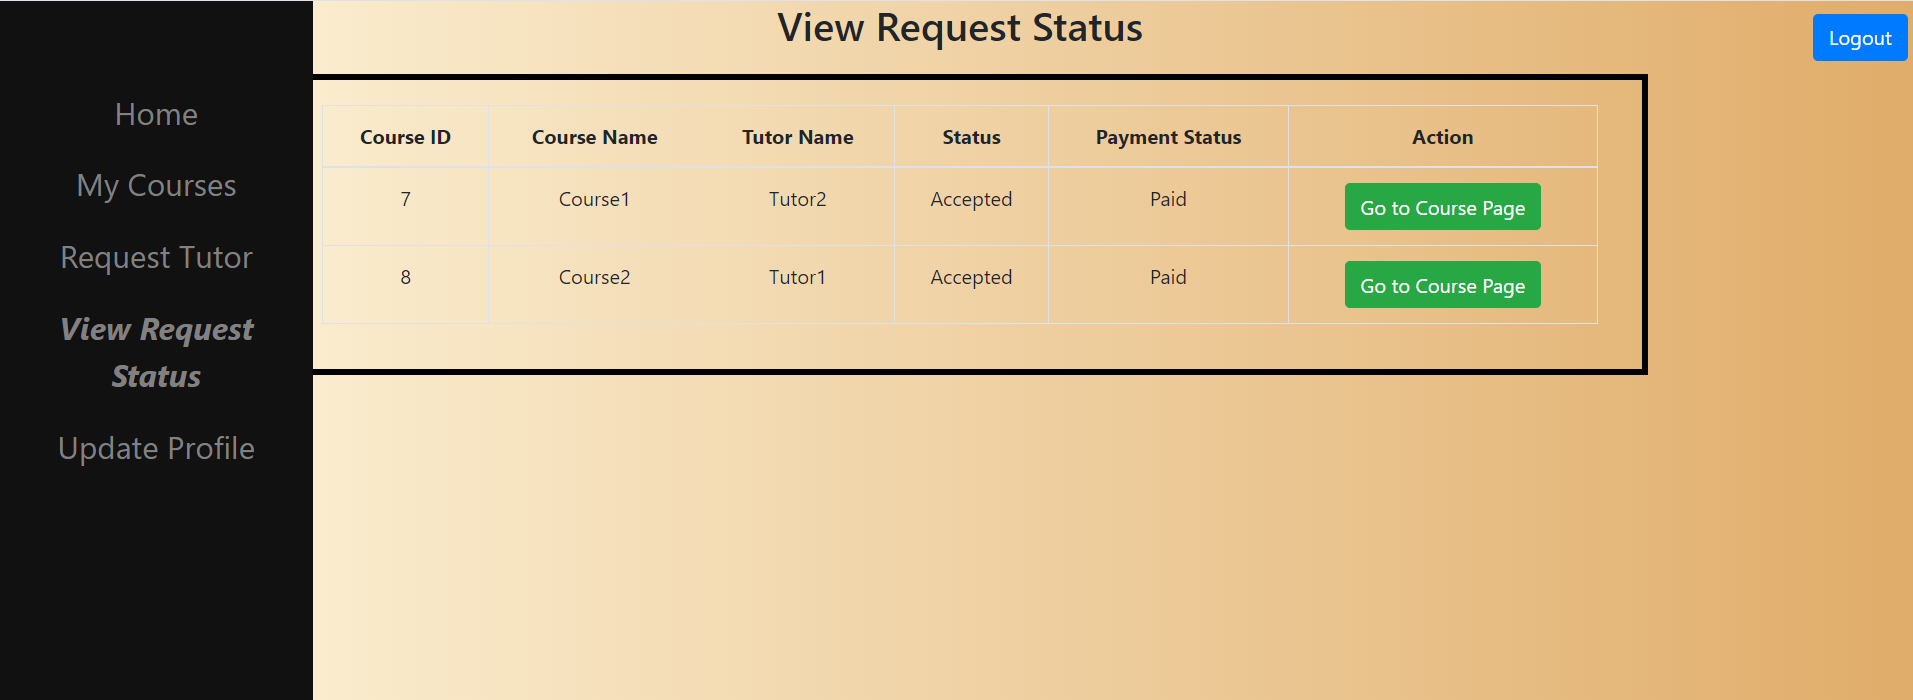 View Request Status
Logout
Home
My Courses
Request Tutor
View Request
Status
Update Profile
Course ID Course Name Tutor Name Status Payment Status Action
7 Course1 Tutor2 Accepted Paid Go to Course Page
8 Course2 Tutor1 Accepted Paid Go to Course Page